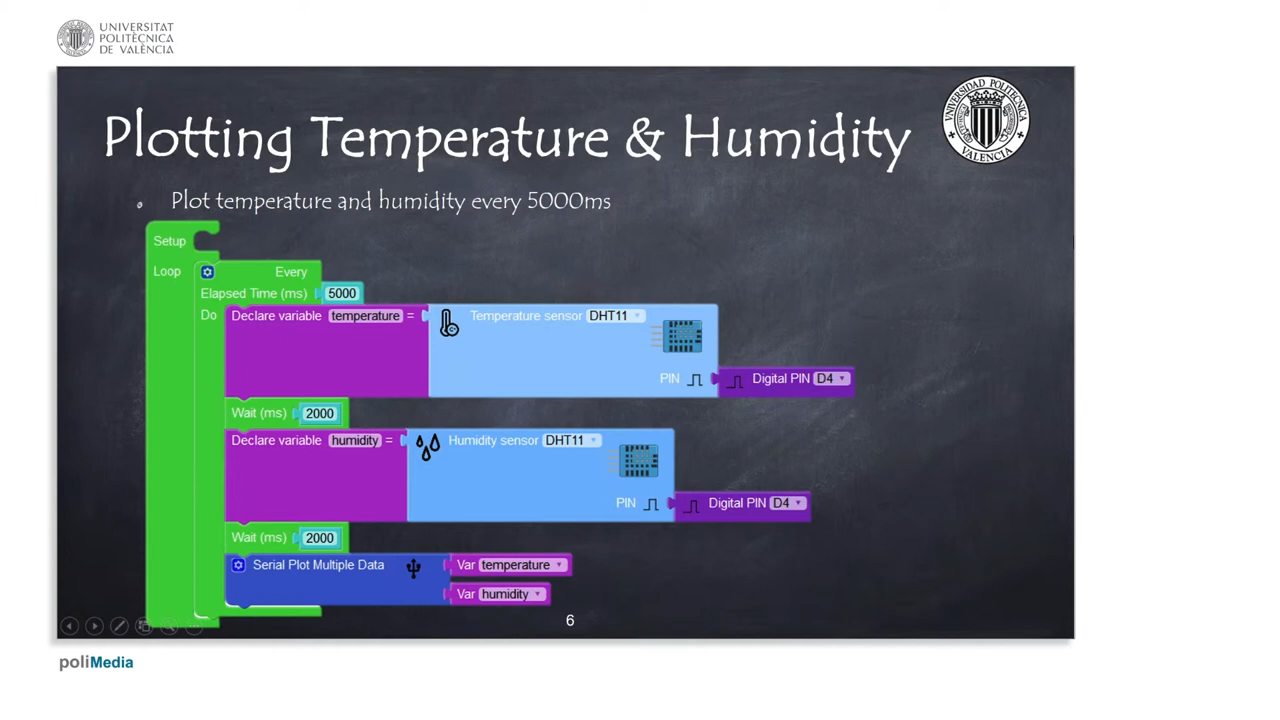 UNIVERSITAT
POLITÈCNICA
DE VALÈNCIA
UNIVERSIDAD POLITECNICA
VALENCIA
Plotting Temperature & Humidity
Plot temperature and humidity every 5000ms
Setup
Loop Every
Elapsed Time (ms) 5000
Do Declare variable temperature = Temperature sensor DHT11
PIN Digital PIN D4
Wait (ms) 2000
Declare variable humidity = Humidity sensor DHT11
PIN Digital PIN D4
Wait (ms) 2000
Serial Plot Multiple Data Var temperature
Var humidity
6
poliMedia